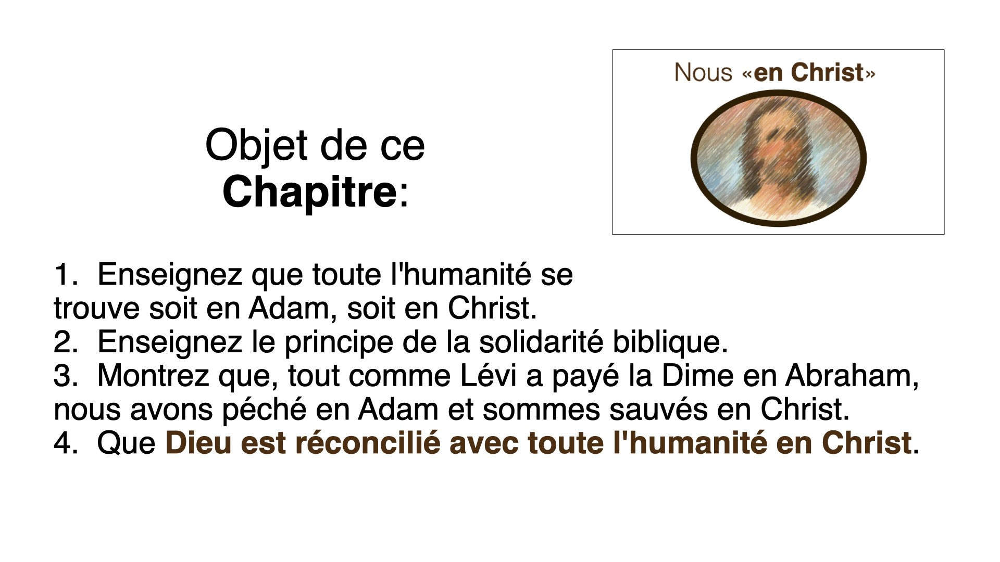 Nous «en Christ»
Objet de ce
Chapitre:
1. Enseignez que toute l'humanité se
trouve soit en Adam, soit en Christ.
2. Enseignez le principe de la solidarité biblique.
3. Montrez que, tout comme Lévi a payé la Dime en Abraham,
nous avons péché en Adam et sommes sauvés en Christ.
4. Que Dieu est réconcilié avec toute l'humanité en Christ.